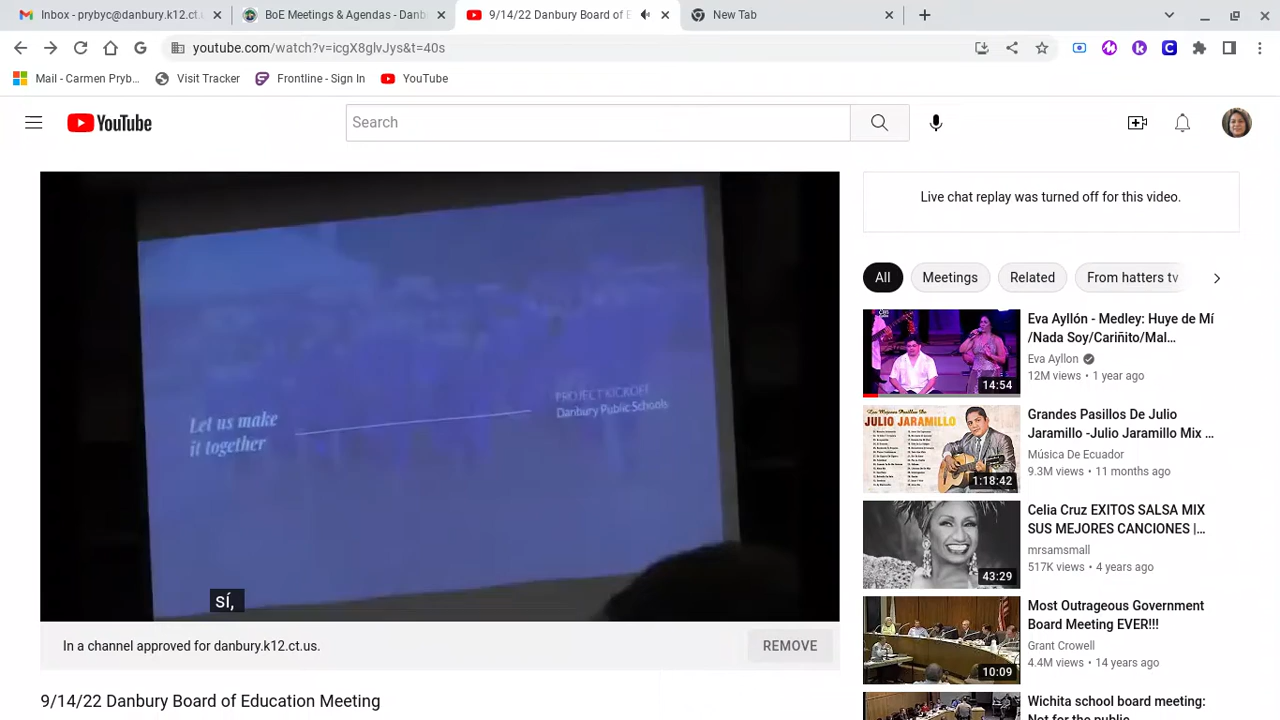 Inbox - prybyc@danbury.k12.ct.u
BoE Meetings & Agendas - Danb
9/14/22 Danbury Board of E
New Tab
youtube.com/watch?v=icgX8glvJys&t=40s
Mail - Carmen Pryb...
Visit Tracker
Frontline - Sign In
YouTube
YouTube
Search
Let us make
it together
PROJECT KICKOFF
Danbury Public Schools
sí,
In a channel approved for danbury.k12.ct.us.
REMOVE
9/14/22 Danbury Board of Education Meeting
Live chat replay was turned off for this video.
All
Meetings
Related
From hatters tv
Eva Ayllón - Medley: Huye de Mí
/Nada Soy/Cariñito/Mal...
Eva Ayllon
12M views • 1 year ago
14:54
JULIO JARAMILLO
Grandes Pasillos De Julio
Jaramillo -Julio Jaramillo Mix ...
Música De Ecuador
9.3M views • 11 months ago
1:18:42
Celia Cruz EXITOS SALSA MIX
SUS MEJORES CANCIONES |...
mrsamsmall
517K views • 4 years ago
43:29
Most Outrageous Government
Board Meeting EVER!!!
Grant Crowell
4.4M views • 14 years ago
10:09
Wichita school board meeting:
Not for the public